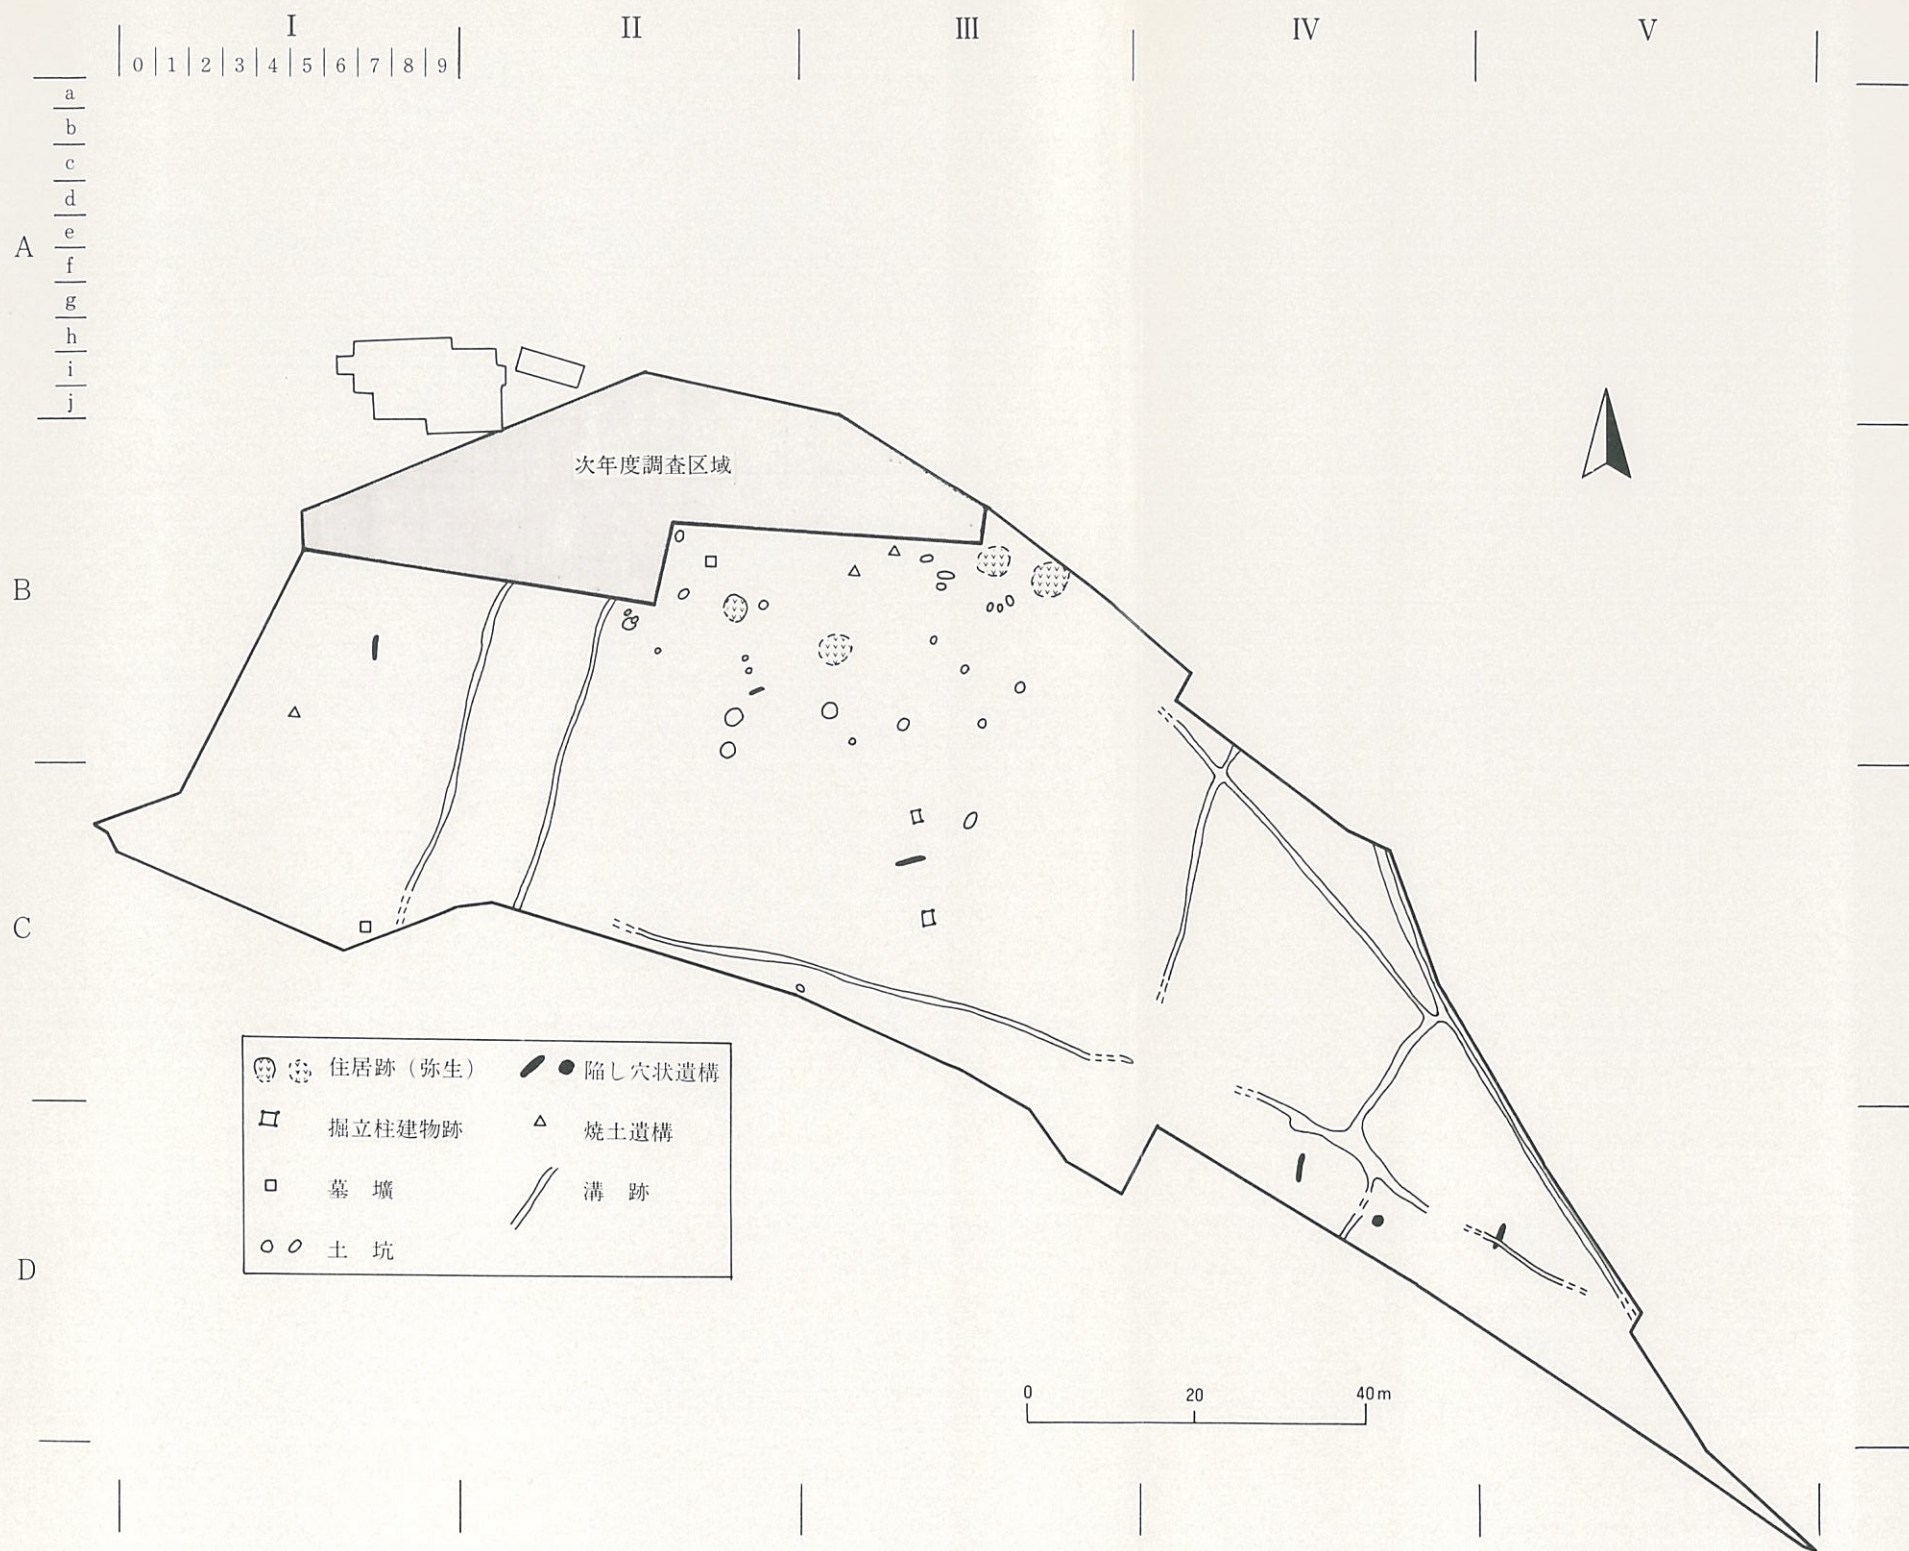 I II III IV V
0 1 2 3 4 5 6 7 8 9
a
b
c
d
e
f
g
h
i
j
A
B
C
D
次年度調査区域
住居跡（弥生）
陥し穴状遺構
掘立柱建物跡
焼土遺構
墓　壙
溝　跡
土　坑
0 20 40m